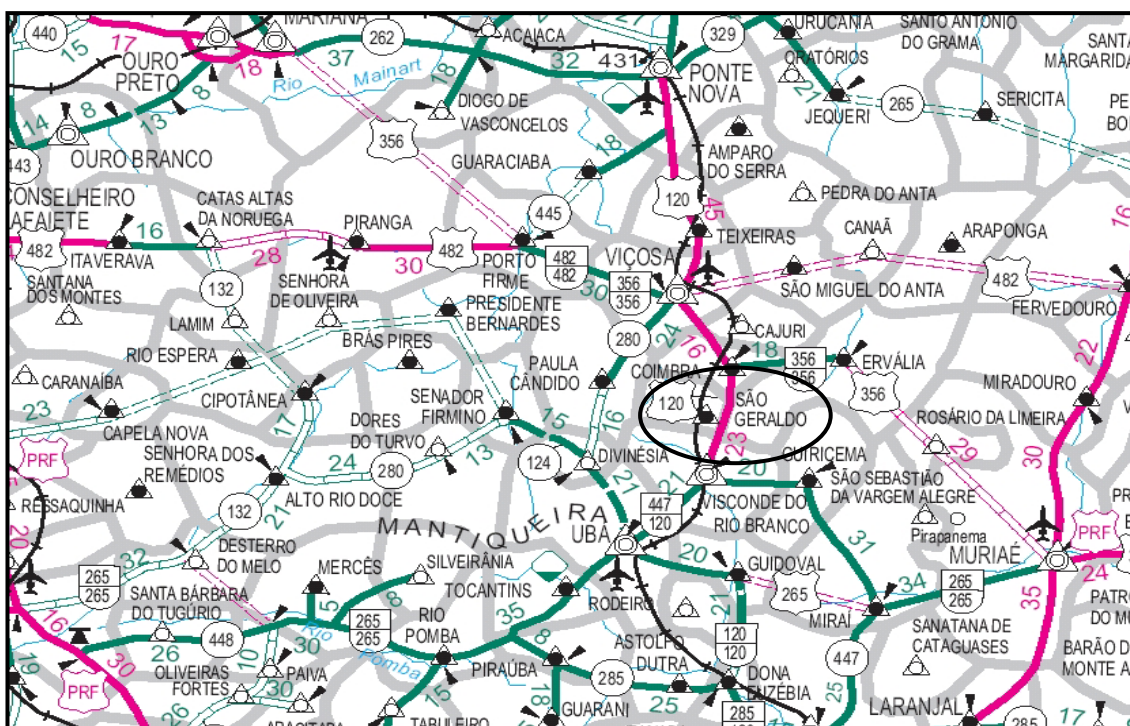 440
15
17
MARIANA
262
ACAIACA
27
329
URUCANIA
SANTO ANTONIO
DO GRAMA
SANTA
MARGARIDA
OURO
PRETO
18
37
Rio Mainart
32
431
PONTE
NOVA
ORATÓRIOS
21
JEQUERI
265
SERICITA
14
8
13
8
18
DIOGO DE
VASCONCELOS
443
OURO BRANCO
356
GUARACIABA
18
AMPARO
DO SERRA
CONSELHEIRO
LAFAIETE
CATAS ALTAS
DA NORUEGA
PIRANGA
445
120
45
PEDRA DO ANTA
16
482
16
ITAVERAVA
28
30
482
PORTO
FIRME
482
482
TEIXEIRAS
VIÇOSA
CANAÃ
ARAPONGA
482
FERVEDOURO
SANTANA
DOS MONTES
132
SENHORA
DE OLIVEIRA
30
356
356
SÃO MIGUEL DO ANTA
LAMIM
PRESIDENTE
BERNARDES
BRÁS PIRES
280
24
16
CAJURI
RIO ESPERA
PAULA
CÂNDIDO
COIMBRA
18
356
356
ERVÁLIA
22
CARANAÍBA
CIPOTÂNEA
SENADOR
FIRMINO
120
SÃO
GERALDO
356
MIRADOURO
23
CAPELA NOVA
17
DORES
DO TURVO
15
16
23
ROSÁRIO DA LIMEIRA
PRF
SENHORA DOS
REMÉDIOS
24
280
13
124
DIVINÉSIA
21
20
GUIRICEMA
29
30
RESSAQUINHA
ALTO RIO DOCE
21
447
120
VISCONDE DO
RIO BRANCO
SÃO SEBASTIÃO
DA VARGEM ALEGRE
132
21
MANTIQUEIRA
UBÁ
Pirapanema
PRF
20
32
DESTERRO
DO MELO
31
MURIAÉ
24
265
265
MERCÊS
SILVEIRÂNIA
TOCANTINS
20
GUIDOVAL
34
265
265
SANTA BÁRBARA
DO TUGÚRIO
5
8
RODEIRO
21
265
MIRAÍ
35
16
448
26
30
Rio
Pomba
265
265
RIO
POMBA
35
8
ASTOLFO
DUTRA
120
120
SANATANA DE
CATAGUASES
30
OLIVEIRAS
FORTES
10
PAIVA
PIRAÚBA
285
DONA
EUZÉBIA
447
PRF
19
30
15
18
25
25
LARANJAL
26
ARACITABA
TABULEIRO
GUARANI
285
17
285